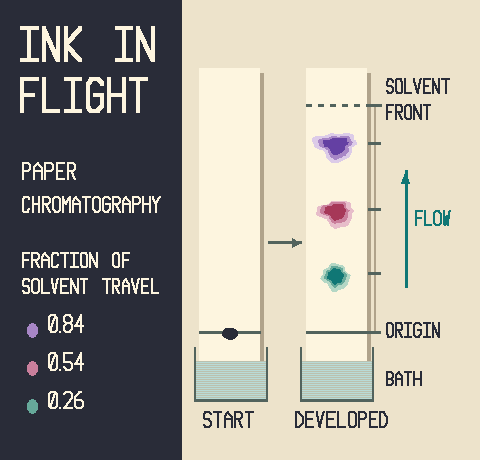 INK IN
FLIGHT
PAPER
CHROMATOGRAPHY
FRACTION OF
SOLVENT TRAVEL
0.84
0.54
0.26
SOLVENT
FRONT
FLOW
ORIGIN
BATH
START
DEVELOPED